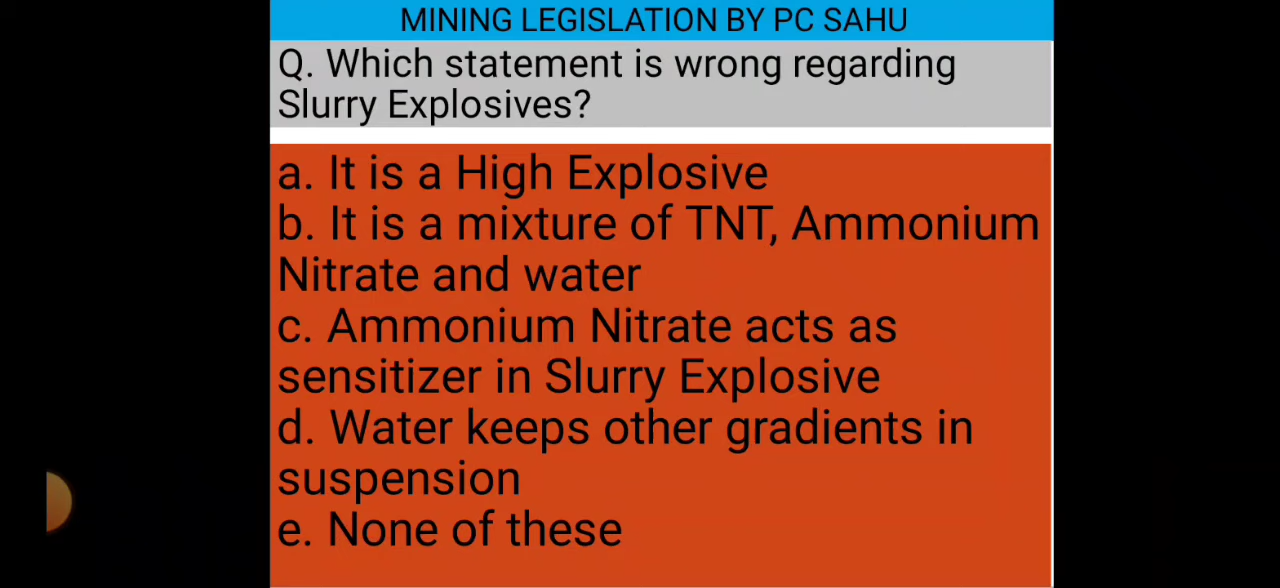 MINING LEGISLATION BY PC SAHU
Q. Which statement is wrong regarding
Slurry Explosives?
a. It is a High Explosive
b. It is a mixture of TNT, Ammonium
Nitrate and water
c. Ammonium Nitrate acts as
sensitizer in Slurry Explosive
d. Water keeps other gradients in
suspension
e. None of these